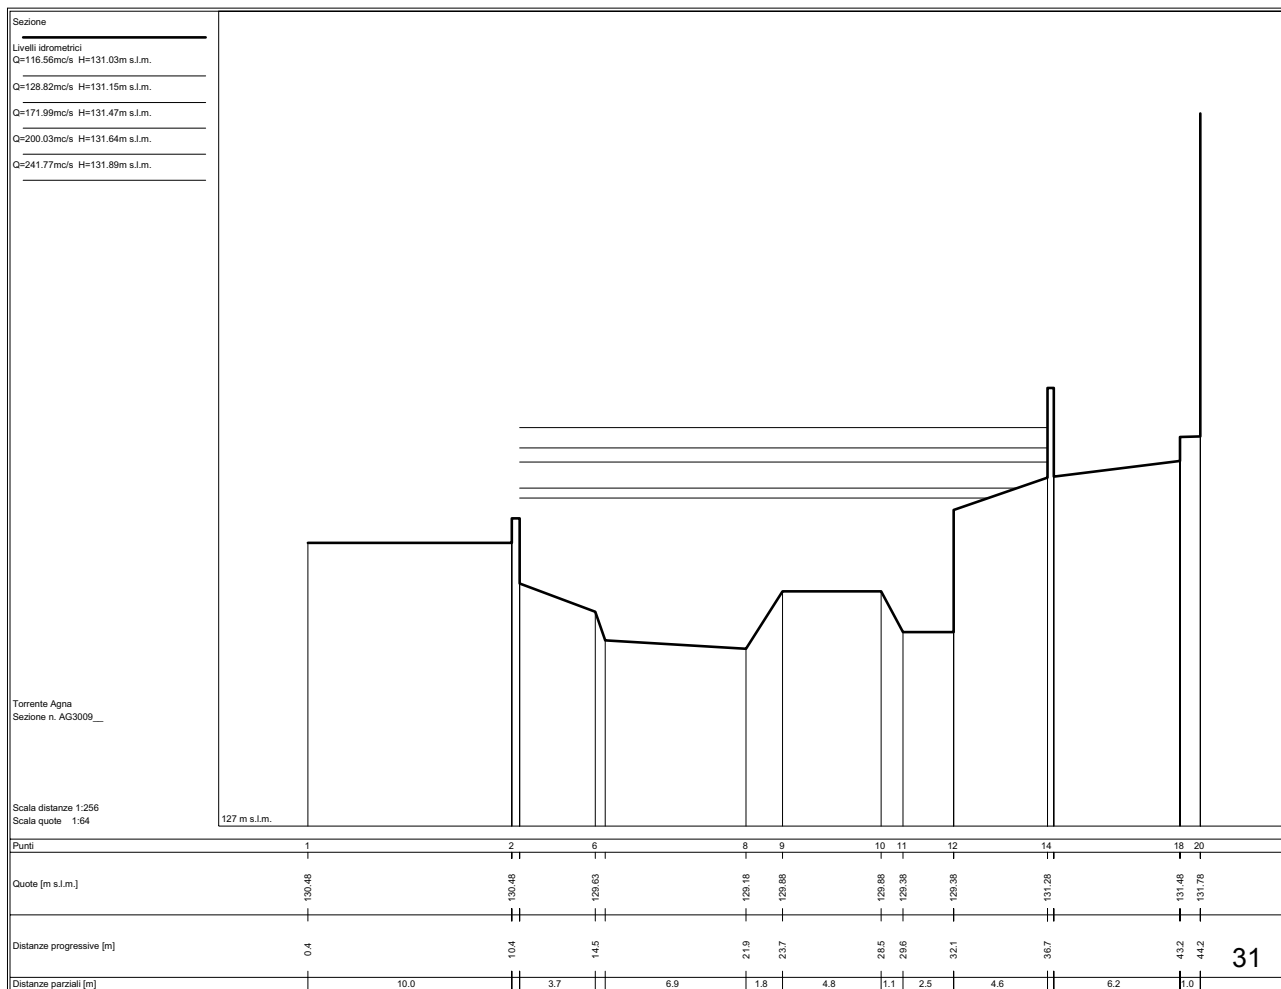 Sezione
Livelli idrometrici
Q=116.56mc/s H=131.03m s.l.m.
Q=128.82mc/s H=131.15m s.l.m.
Q=171.99mc/s H=131.47m s.l.m.
Q=200.03mc/s H=131.64m s.l.m.
Q=241.77mc/s H=131.89m s.l.m.
Torrente Agna
Sezione n. AG3009__
Scala distanze 1:256
Scala quote 1:64
127 m s.l.m.
Punti 1 2 6 8 9 10 11 12 14 18 20
Quote [m s.l.m.] 130.48 130.48 129.63 129.18 129.88 129.88 129.38 129.38 131.28 131.48 131.78
Distanze progressive [m] 0.4 10.4 14.5 21.9 23.7 28.5 29.6 32.1 36.7 43.2 44.2
31
Distanze parziali [m] 10.0 3.7 6.9 1.8 4.8 1.1 2.5 4.6 6.2 1.0